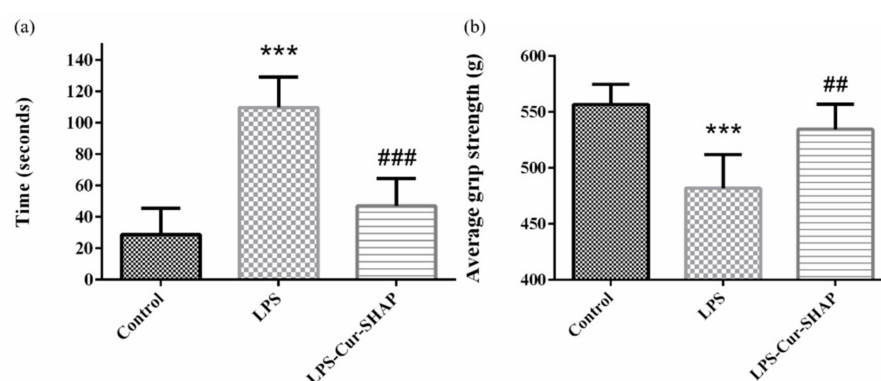 (a)
Time (seconds)
140
120
100
80
60
40
20
0
***
###
Control
LPS
LPS-Cur-SHAP
(b)
Average grip strength (g)
600
550
500
450
400
***
##
Control
LPS
LPS-Cur-SHAP